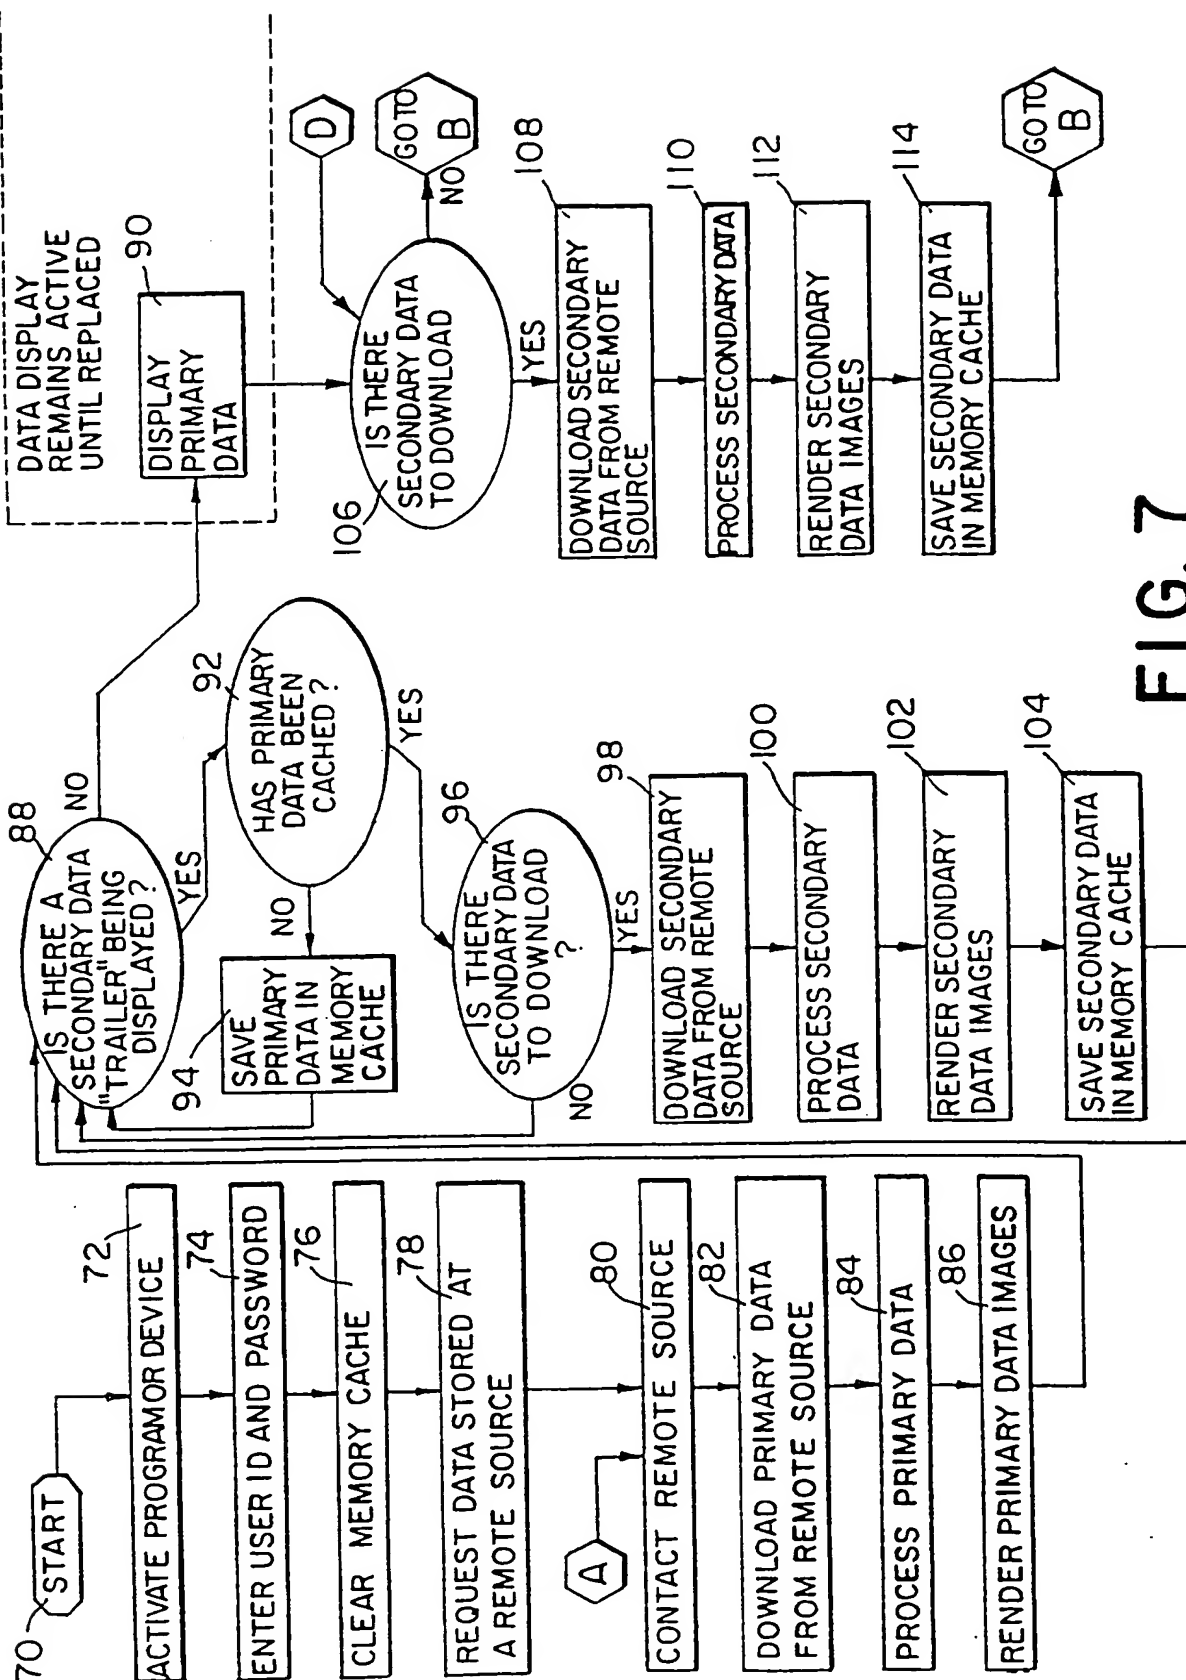 70
START
72
ACTIVATE PROGRAM OR DEVICE
74
ENTER USER ID AND PASSWORD
76
CLEAR MEMORY CACHE
78
REQUEST DATA STORED AT
A REMOTE SOURCE
A
80
CONTACT REMOTE SOURCE
82
DOWNLOAD PRIMARY DATA
FROM REMOTE SOURCE
84
PROCESS PRIMARY DATA
86
RENDER PRIMARY DATA IMAGES
88
IS THERE A
SECONDARY DATA
"TRAILER" BEING
DISPLAYED?
NO
YES
92
HAS PRIMARY
DATA BEEN
CACHED?
NO
YES
94
SAVE
PRIMARY
DATA IN
MEMORY
CACHE
96
IS THERE
SECONDARY DATA
TO DOWNLOAD
?
NO
YES
98
DOWNLOAD SECONDARY
DATA FROM REMOTE
SOURCE
100
PROCESS SECONDARY
DATA
102
RENDER SECONDARY
DATA IMAGES
104
SAVE SECONDARY DATA
IN MEMORY CACHE
DATA DISPLAY
REMAINS ACTIVE
UNTIL REPLACED
90
DISPLAY
PRIMARY
DATA
D
106
IS THERE
SECONDARY DATA
TO DOWNLOAD
NO
GO TO
B
YES
108
DOWNLOAD SECONDARY
DATA FROM REMOTE
SOURCE
110
PROCESS SECONDARY DATA
112
RENDER SECONDARY
DATA IMAGES
114
SAVE SECONDARY DATA
IN MEMORY CACHE
GO TO
B
FIG. 7